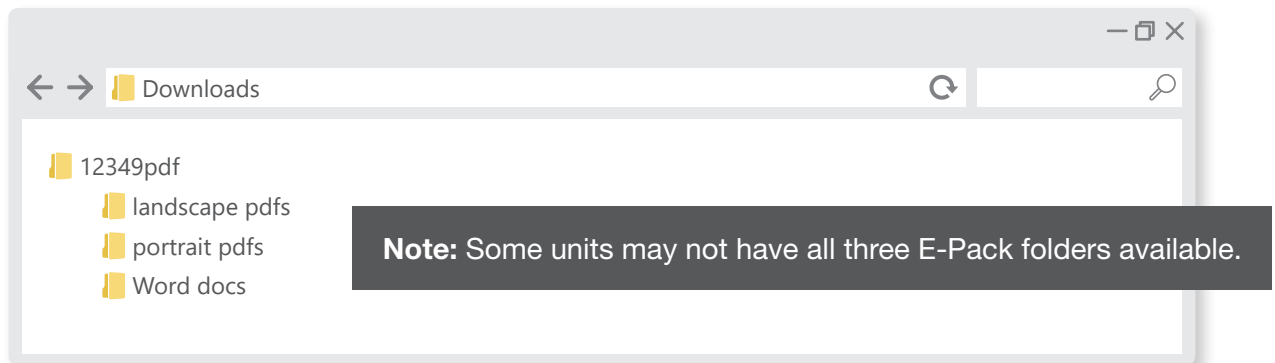 Downloads
12349pdf
landscape pdfs
portrait pdfs
Word docs
Note: Some units may not have all three E-Pack folders available.